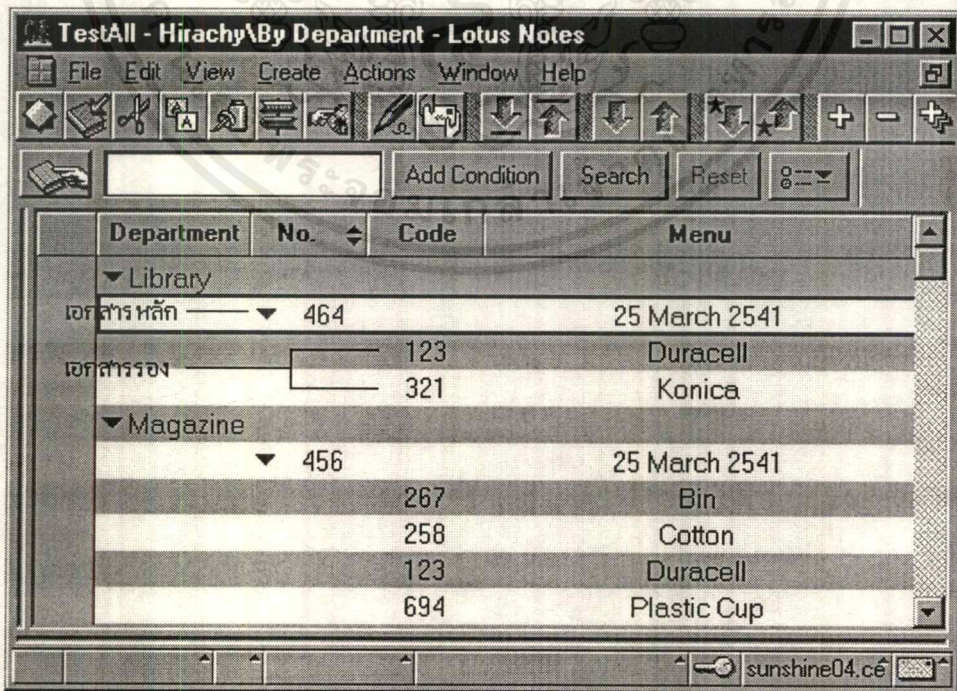 TestAll - Hirachy\By Department - Lotus Notes
File Edit View Create Actions Window Help
Add Condition Search Reset
Department No. Code Menu
Library
เอกสารหลัก 464 25 March 2541
123 Duracell
เอกสารรอง
321 Konica
Magazine
456 25 March 2541
267 Bin
258 Cotton
123 Duracell
694 Plastic Cup
sunshine04.ce